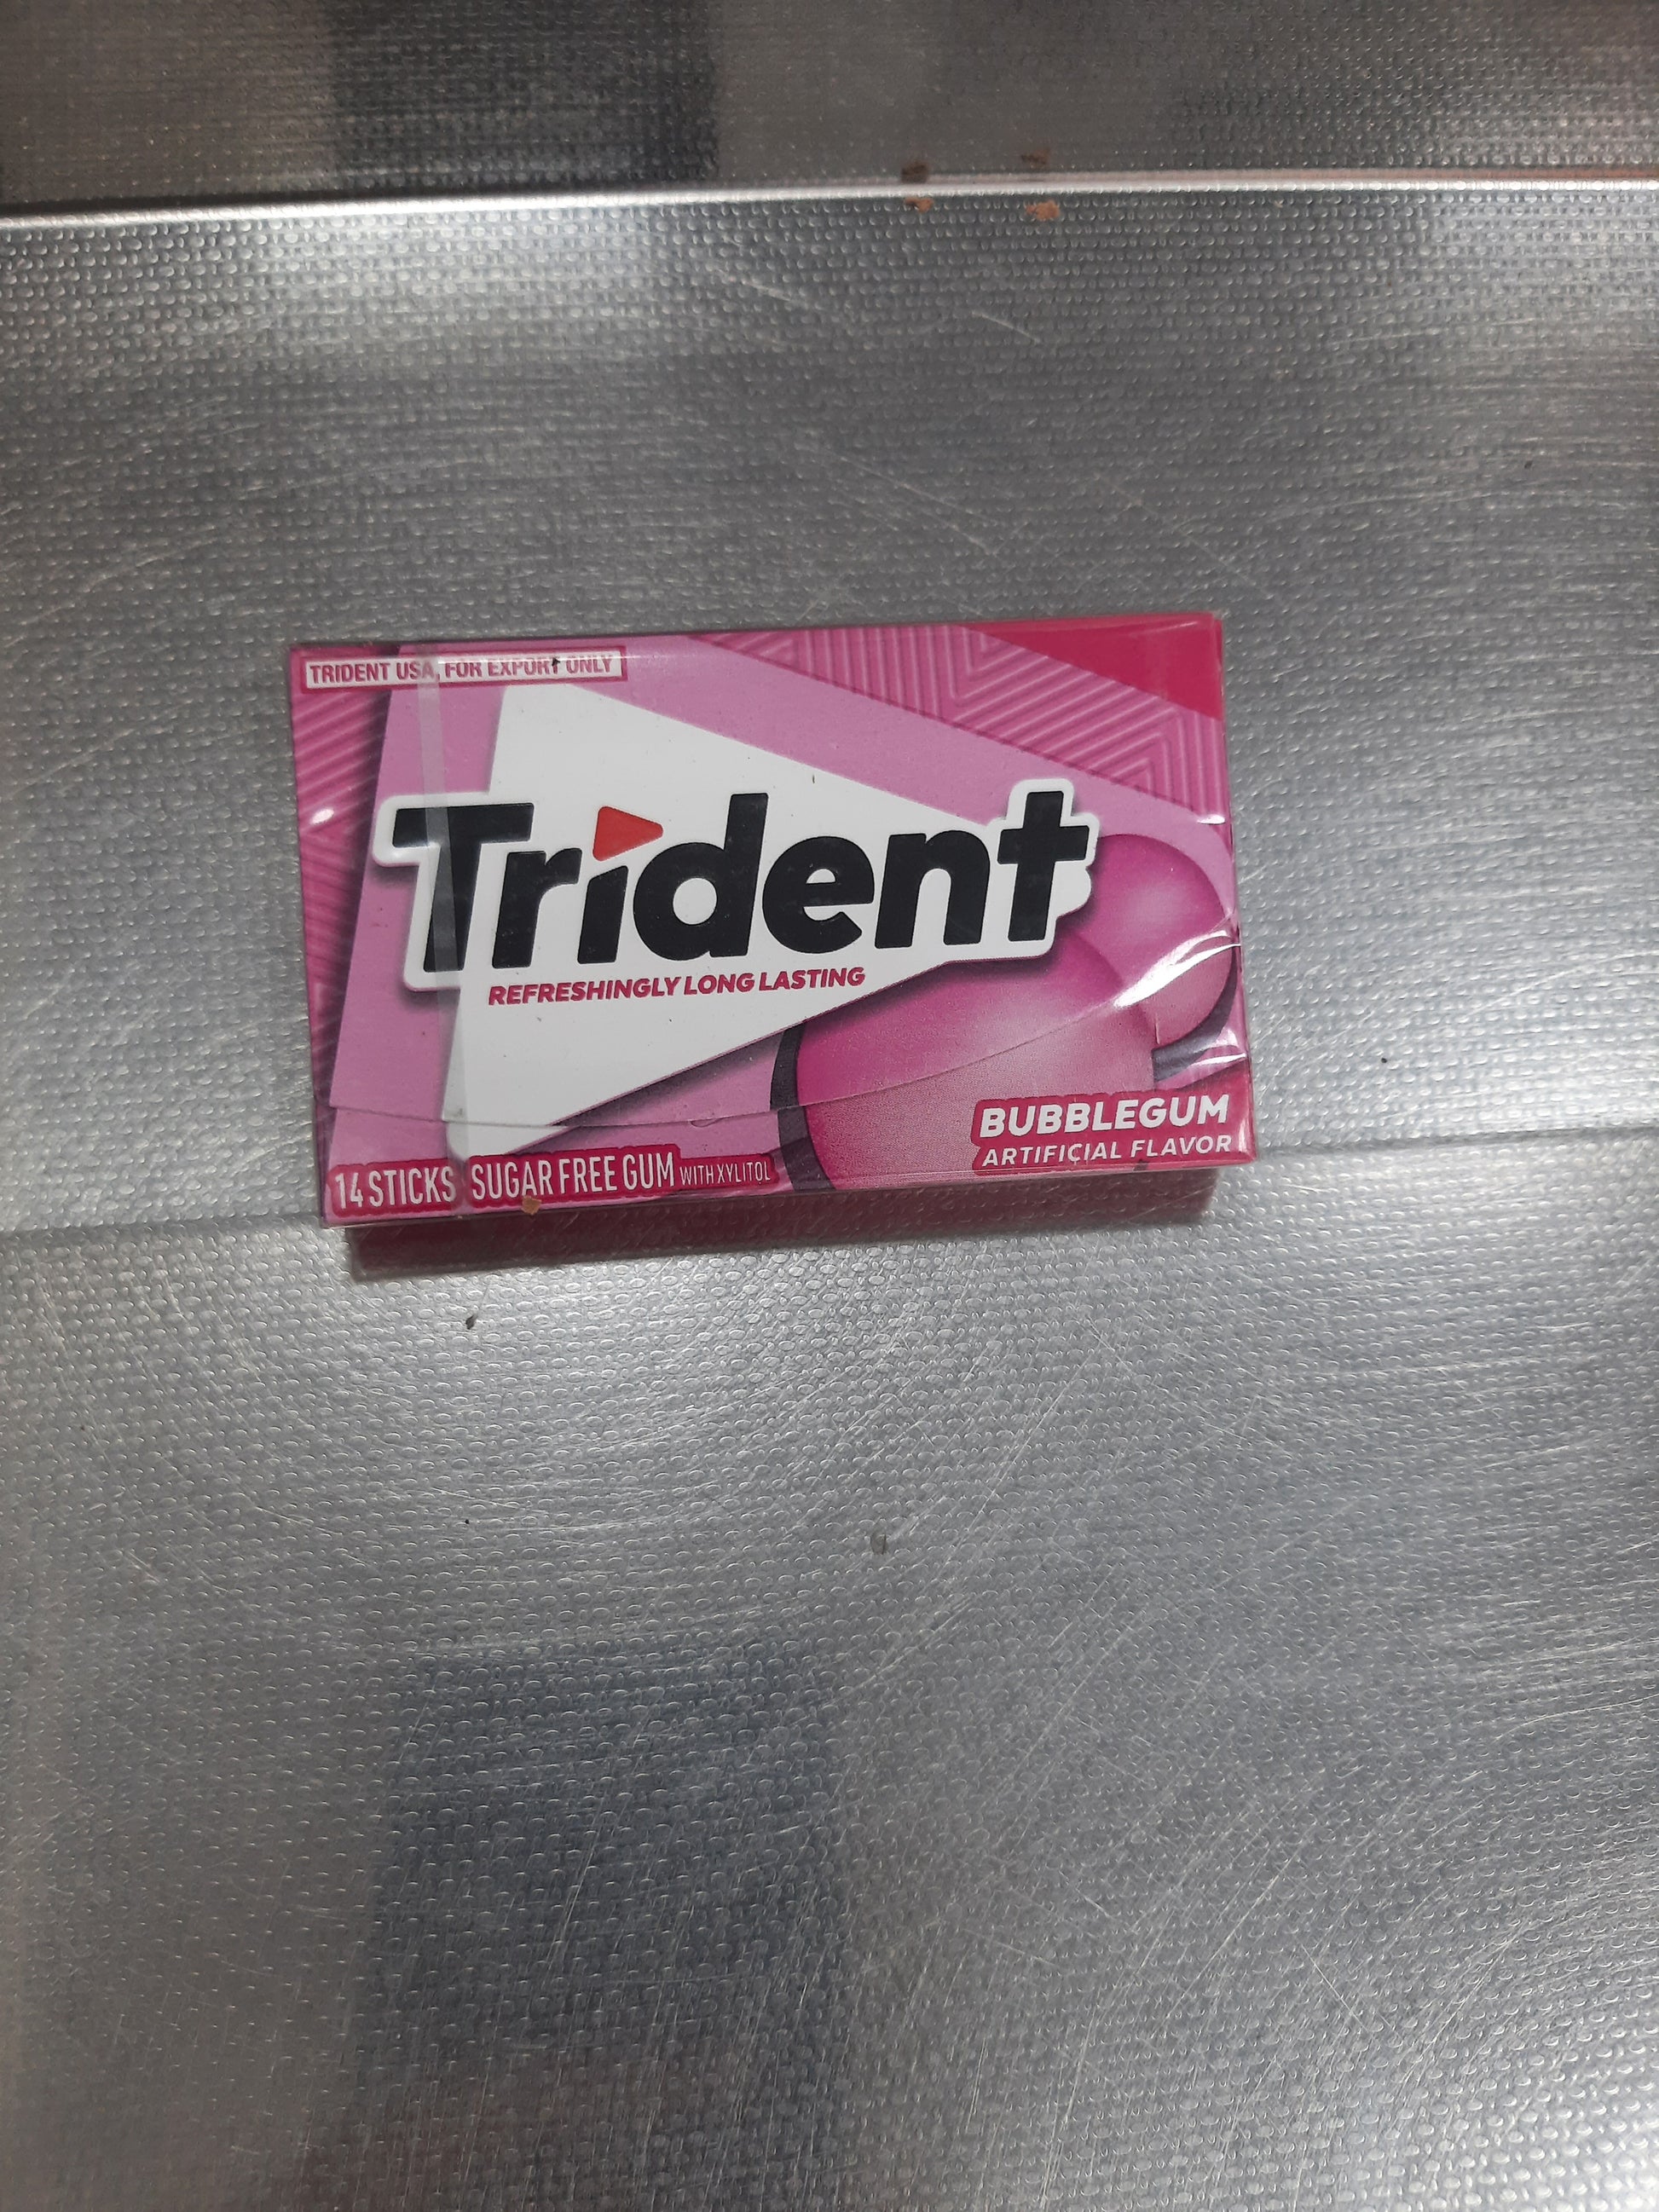 TRIDENT USA, FOR EXPORT ONLY
Trident
REFRESHINGLY LONG LASTING
BUBBLEGUM
ARTIFICIAL FLAVOR
14 STICKS SUGAR FREE GUM WITH XYLITOL